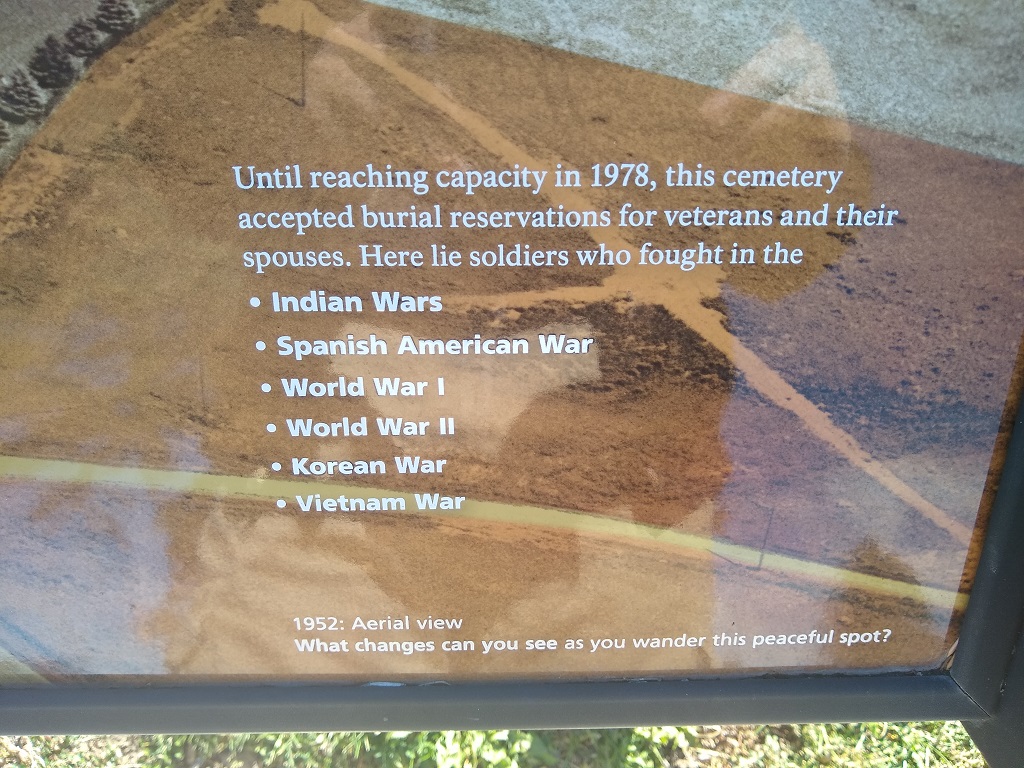 Until reaching capacity in 1978, this cemetery
accepted burial reservations for veterans and their
spouses. Here lie soldiers who fought in the
• Indian Wars
• Spanish American War
• World War I
• World War II
• Korean War
• Vietnam War
1952: Aerial view
What changes can you see as you wander this peaceful spot?